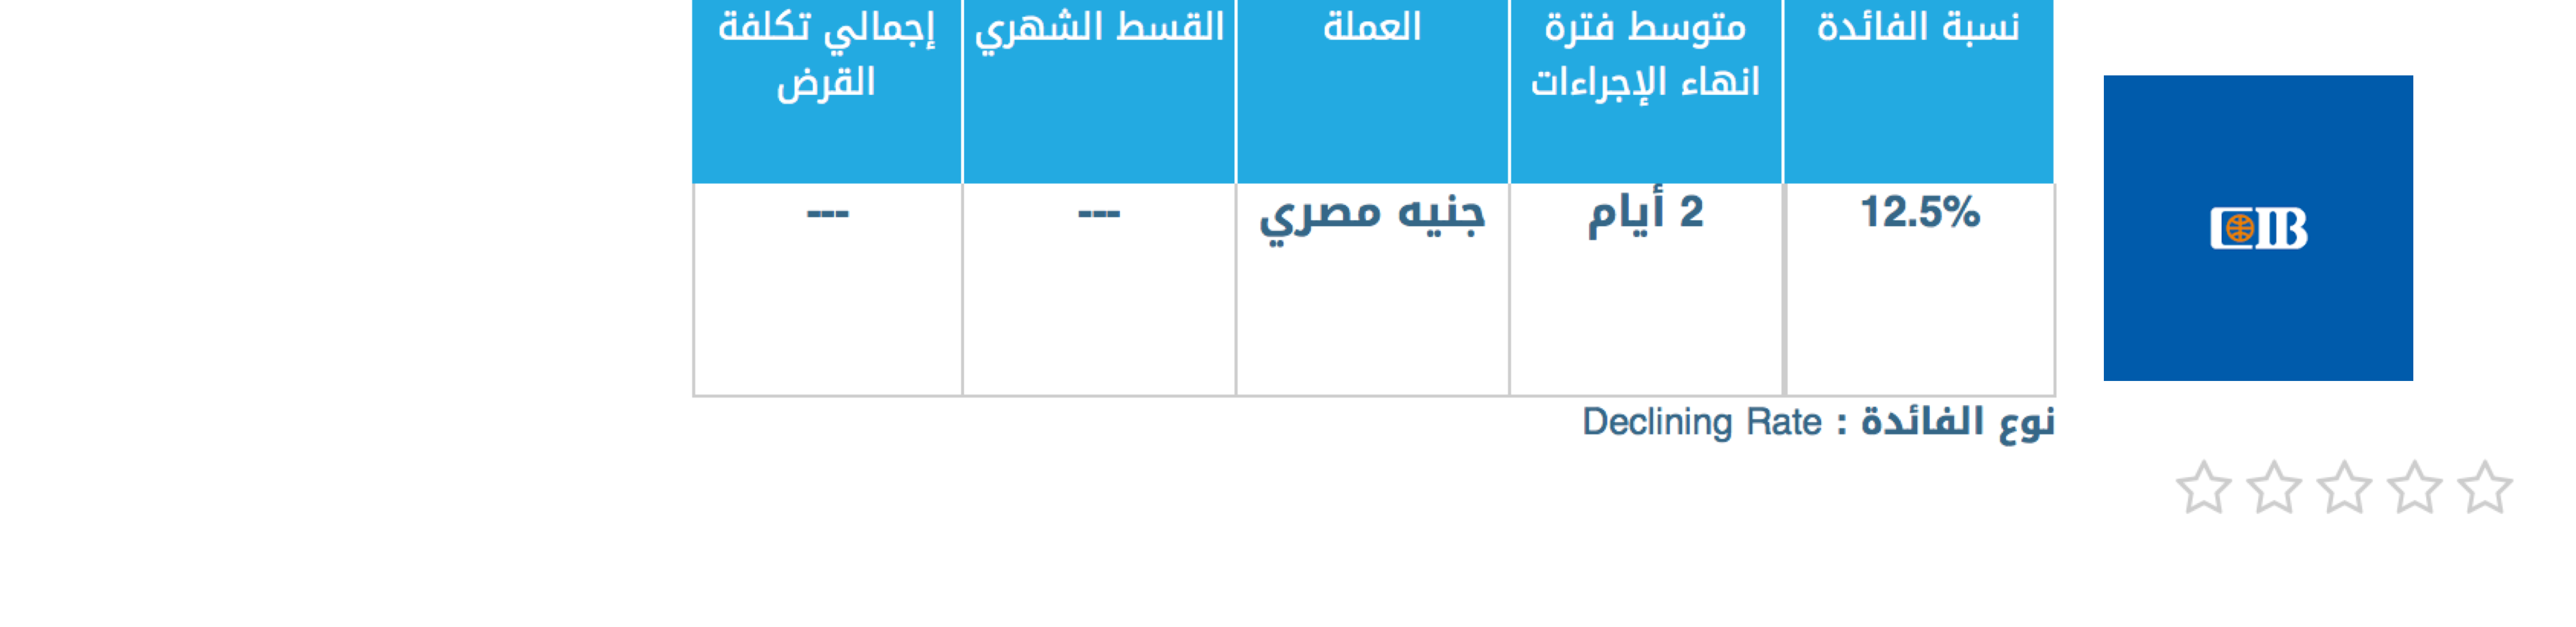 نسبة الفائدة
متوسط فترة
انهاء الإجراءات
العملة
القسط الشهري
إجمالي تكلفة
القرض
12.5%
2 أيام
جنيه مصري
---
---
نوع الفائدة : Declining Rate
CIB